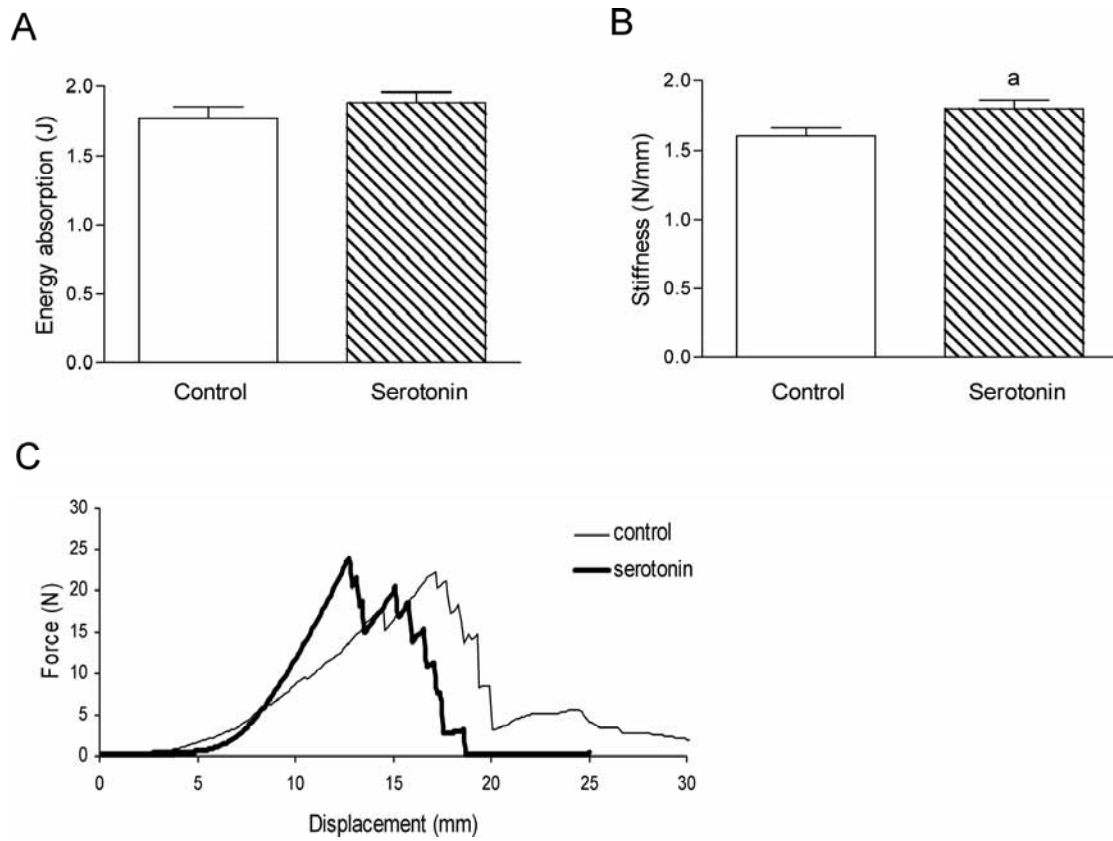 A
Energy absorption (J)
2.0
1.5
1.0
0.5
0.0
Control Serotonin
B
Stiffness (N/mm)
2.0
1.5
1.0
0.5
0.0
a
Control Serotonin
C
Force (N)
30
25
20
15
10
5
0
control
serotonin
0 5 10 15 20 25 30
Displacement (mm)